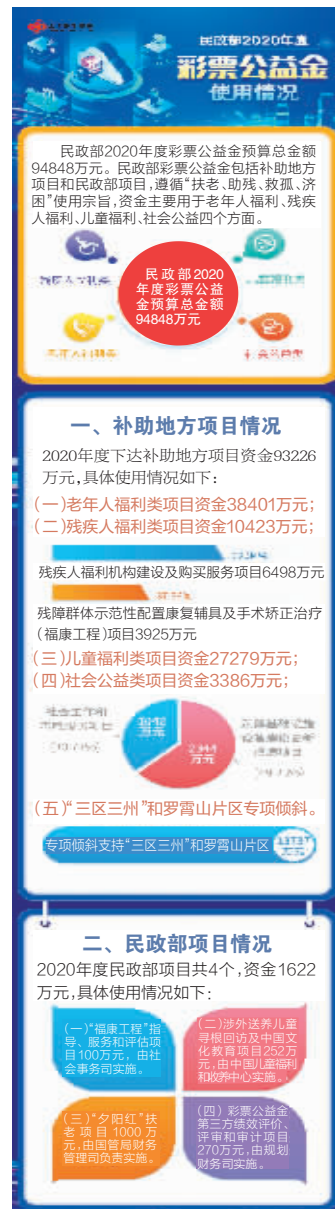 民政部2020年度
彩票公益金
使用情况
民政部2020年度彩票公益金预算总金额
94848万元。民政部彩票公益金包括补助地方
项目和民政部项目,遵循“扶老、助残、救孤、济
困”使用宗旨,资金主要用于老年人福利、残疾
人福利、儿童福利、社会公益四个方面。
残疾人福利类
民政部2020
年度彩票公益
金预算总金额
94848万元
老年人福利类
社会公益类
一、补助地方项目情况
2020年度下达补助地方项目资金93226
万元,具体使用情况如下:
(一)老年人福利类项目资金38401万元;
(二)残疾人福利类项目资金10423万元;
残疾人福利机构建设及购买服务项目6498万元
残障群体示范性配置康复辅具及手术矫正治疗
(福康工程)项目3925万元
(三)儿童福利类项目资金27279万元;
(四)社会公益类项目资金3386万元;
万元
万元
(五)“三区三州”和罗霄山片区专项倾斜。
专项倾斜支持“三区三州”和罗霄山片区
13737
万元
二、民政部项目情况
2020年度民政部项目共4个,资金1622
万元,具体使用情况如下:
(一)“福康工程”指
导、服务和评估项
目100万元,由社
会事务司实施。
(二)涉外送养儿童
寻根回访及中国文
化教育项目252万
元,由中国儿童福利
和收养中心实施。
(三)“夕阳红”扶
老项目1000万
元,由国管局财务
管理司负责实施。
(四)彩票公益金
第三方绩效评价、
评审和审计项目
270万元,由规划
财务司实施。